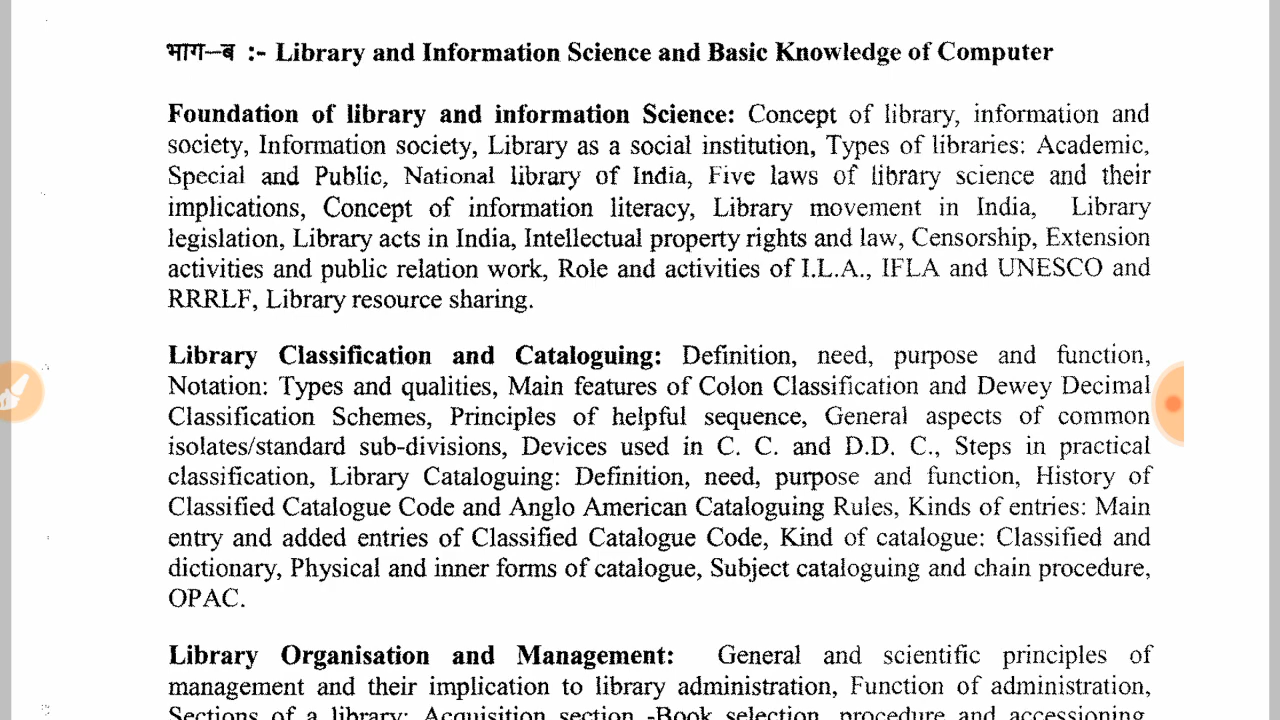 भाग–ब :- Library and Information Science and Basic Knowledge of Computer
Foundation of library and information Science: Concept of library, information and
society, Information society, Library as a social institution, Types of libraries: Academic,
Special and Public, National library of India, Five laws of library science and their
implications, Concept of information literacy, Library movement in India, Library
legislation, Library acts in India, Intellectual property rights and law, Censorship, Extension
activities and public relation work, Role and activities of I.L.A., IFLA and UNESCO and
RRRLF, Library resource sharing.
Library Classification and Cataloguing: Definition, need, purpose and function,
Notation: Types and qualities, Main features of Colon Classification and Dewey Decimal
Classification Schemes, Principles of helpful sequence, General aspects of common
isolates/standard sub-divisions, Devices used in C. C. and D.D. C., Steps in practical
classification, Library Cataloguing: Definition, need, purpose and function, History of
Classified Catalogue Code and Anglo American Cataloguing Rules, Kinds of entries: Main
entry and added entries of Classified Catalogue Code, Kind of catalogue: Classified and
dictionary, Physical and inner forms of catalogue, Subject cataloguing and chain procedure,
OPAC.
Library Organisation and Management: General and scientific principles of
management and their implication to library administration, Function of administration,
Sections of a library: Acquisition section -Book selection, procedure and accessioning,